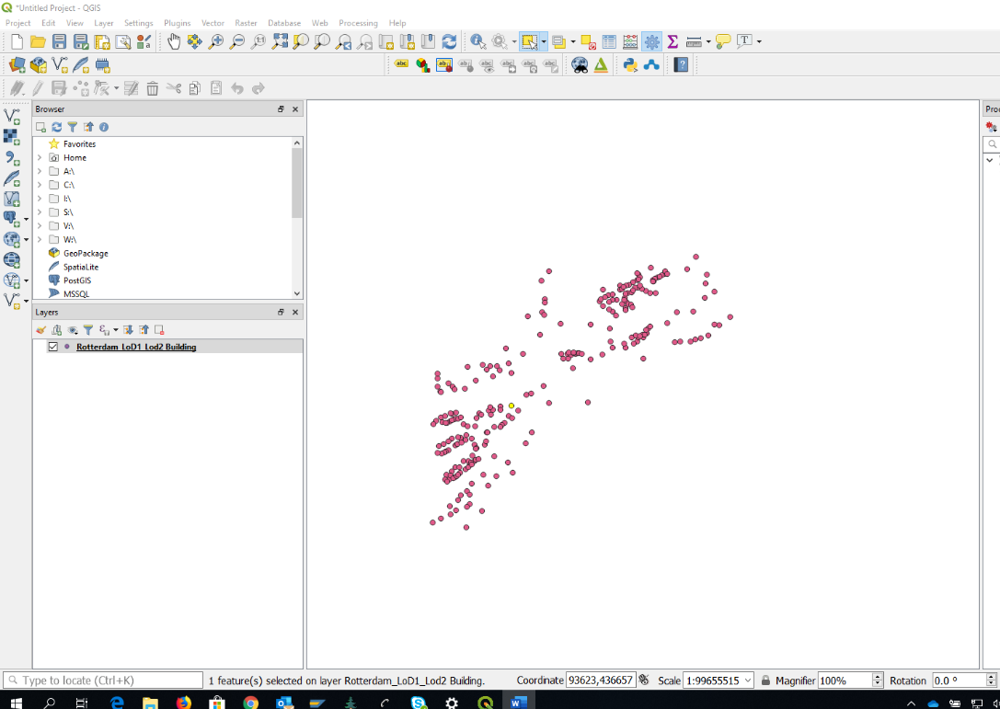 *Untitled Project - QGIS
Project Edit View Layer Settings Plugins Vector Raster Database Web Processing Help
Browser
Favorites
Home
A:\
C:\
I:\
S:\
V:\
W:\
GeoPackage
SpatiaLite
PostGIS
MSSQL
Layers
Rotterdam_LoD1_Lod2 Building
Type to locate (Ctrl+K) 1 feature(s) selected on layer Rotterdam_LoD1_Lod2 Building. Coordinate 93623,436657 Scale 1:99655515 Magnifier 100% Rotation 0.0 °